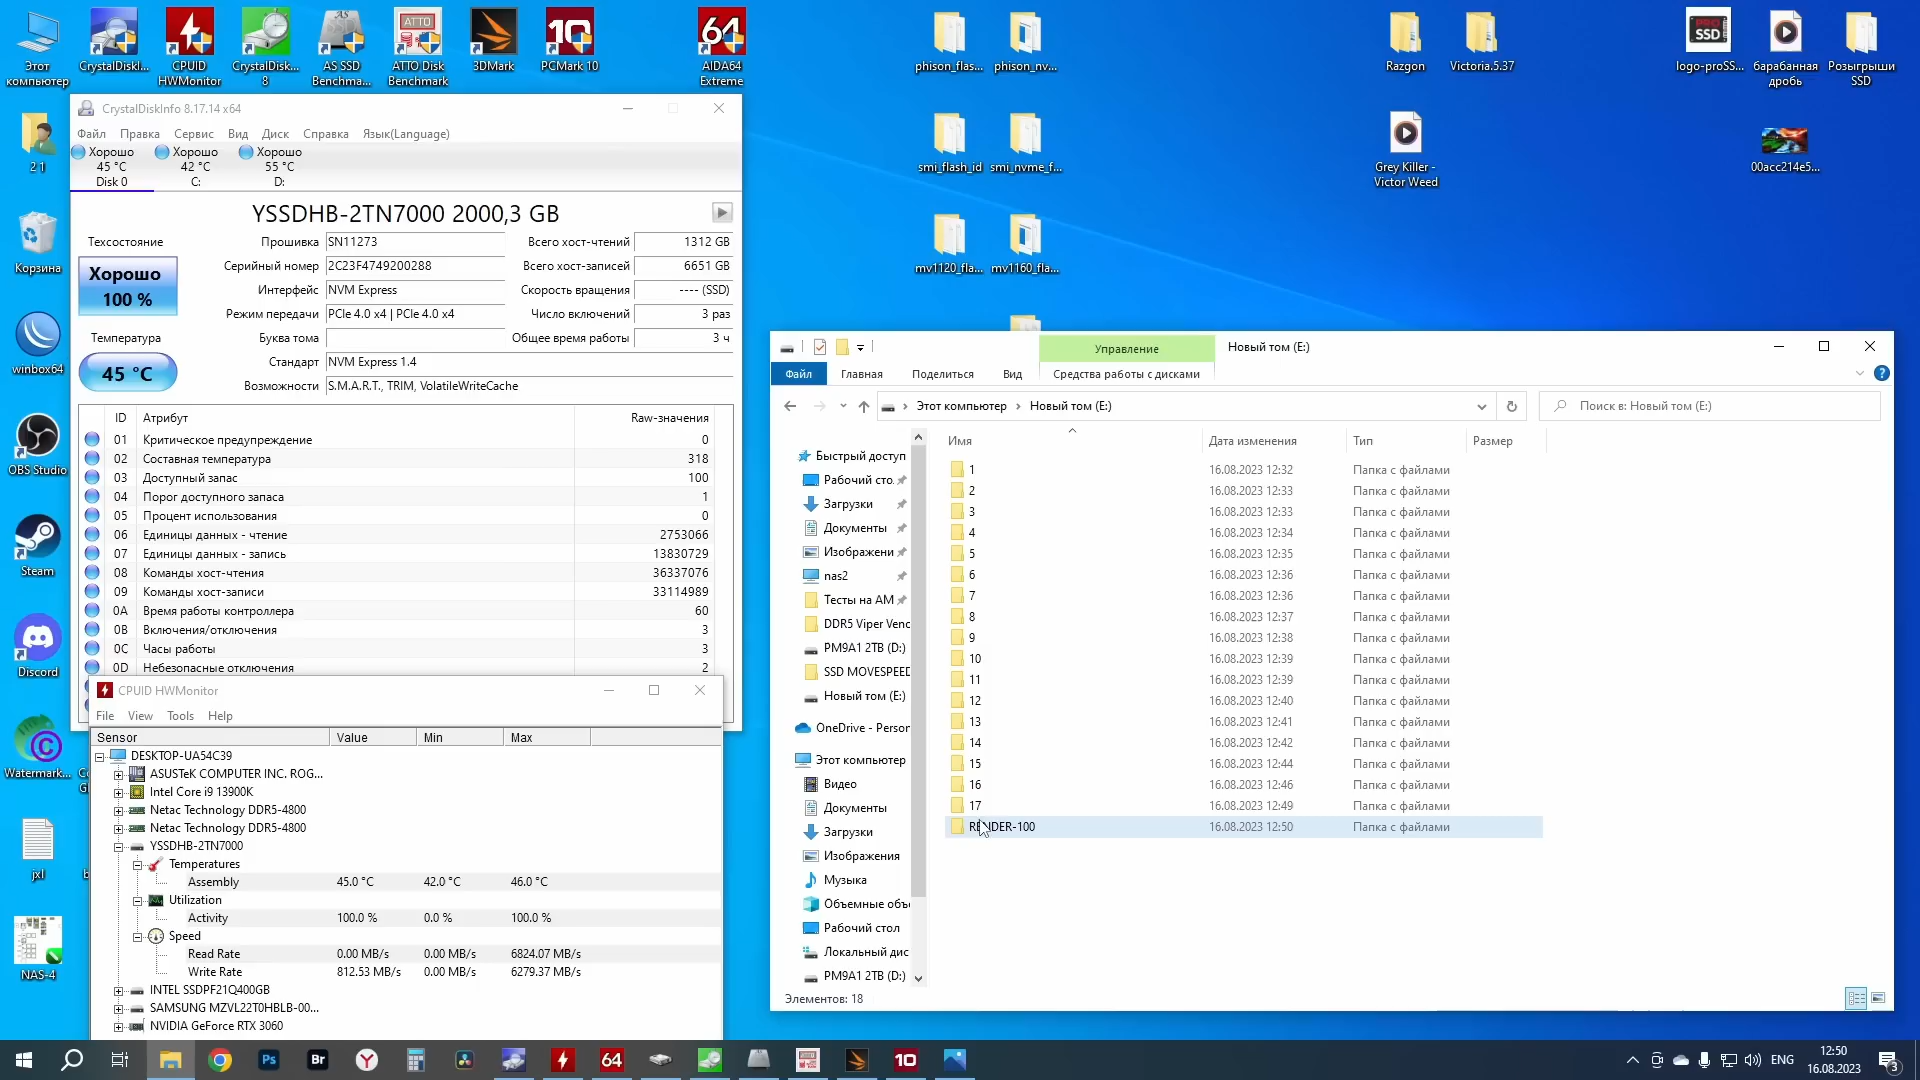 Этот
компьютер
CrystalDiskI...
CPUID
HWMonitor
CrystalDisk...
8
AS SSD
Benchma...
ATTO Disk
Benchmark
3DMark
PCMark 10
AIDA64
Extreme
phison_flas...
phison_nv...
Razgon
Victoria.5.37
logo-proSS...
барабанная
дробь
Розыгрыши
SSD
2 1
Корзина
winbox64
OBS Studio
Steam
Discord
Watermark...
jxl
NAS-4
smi_flash_id
smi_nvme_f...
Grey Killer -
Victor Weed
00acc214e5...
mv1120_fla...
mv1160_fla...
CrystalDiskInfo 8.17.14 x64
Файл Правка Сервис Вид Диск Справка Язык(Language)
Хорошо Хорошо Хорошо
45 °C 42 °C 55 °C
Disk 0 C: D:
YSSDHB-2TN7000 2000,3 GB
Техсостояние
Хорошо
100 %
Температура
45 °C
Прошивка SN11273 Всего хост-чтений 1312 GB
Серийный номер 2C23F4749200288 Всего хост-записей 6651 GB
Интерфейс NVM Express Скорость вращения ---- (SSD)
Режим передачи PCIe 4.0 x4 | PCIe 4.0 x4 Число включений 3 раз
Буква тома Общее время работы 3 ч
Стандарт NVM Express 1.4
Возможности S.M.A.R.T., TRIM, VolatileWriteCache
ID Атрибут Raw-значения
01 Критическое предупреждение 0
02 Составная температура 318
03 Доступный запас 100
04 Порог доступного запаса 1
05 Процент использования 0
06 Единицы данных - чтение 2753066
07 Единицы данных - запись 13830729
08 Команды хост-чтения 36337076
09 Команды хост-записи 33114989
0A Время работы контроллера 60
0B Включения/отключения 3
0C Часы работы 3
0D Небезопасные отключения 2
CPUID HWMonitor
File View Tools Help
Sensor Value Min Max
DESKTOP-UA54C39
ASUSTeK COMPUTER INC. ROG...
Intel Core i9 13900K
Netac Technology DDR5-4800
Netac Technology DDR5-4800
YSSDHB-2TN7000
Temperatures
Assembly 45.0 °C 42.0 °C 46.0 °C
Utilization
Activity 100.0 % 0.0 % 100.0 %
Speed
Read Rate 0.00 MB/s 0.00 MB/s 6824.07 MB/s
Write Rate 812.53 MB/s 0.00 MB/s 6279.37 MB/s
INTEL SSDPF21Q400GB
SAMSUNG MZVL22T0HBLB-00...
NVIDIA GeForce RTX 3060
Управление Новый том (E:)
Файл Главная Поделиться Вид Средства работы с дисками
Этот компьютер › Новый том (E:)
Поиск в: Новый том (E:)
Быстрый доступ
Рабочий сто.
Загрузки
Документы
Изображени
nas2
Тесты на AM
DDR5 Viper Venc
PM9A1 2TB (D:)
SSD MOVESPEED
Новый том (E:)
OneDrive - Person
Этот компьютер
Видео
Документы
Загрузки
Изображения
Музыка
Объемные объ
Рабочий стол
Локальный дис
PM9A1 2TB (D:)
Имя Дата изменения Тип Размер
1 16.08.2023 12:32 Папка с файлами
2 16.08.2023 12:33 Папка с файлами
3 16.08.2023 12:33 Папка с файлами
4 16.08.2023 12:34 Папка с файлами
5 16.08.2023 12:35 Папка с файлами
6 16.08.2023 12:36 Папка с файлами
7 16.08.2023 12:36 Папка с файлами
8 16.08.2023 12:37 Папка с файлами
9 16.08.2023 12:38 Папка с файлами
10 16.08.2023 12:39 Папка с файлами
11 16.08.2023 12:39 Папка с файлами
12 16.08.2023 12:40 Папка с файлами
13 16.08.2023 12:41 Папка с файлами
14 16.08.2023 12:42 Папка с файлами
15 16.08.2023 12:44 Папка с файлами
16 16.08.2023 12:46 Папка с файлами
17 16.08.2023 12:49 Папка с файлами
RENDER-100 16.08.2023 12:50 Папка с файлами
Элементов: 18
ENG
12:50
16.08.2023
3